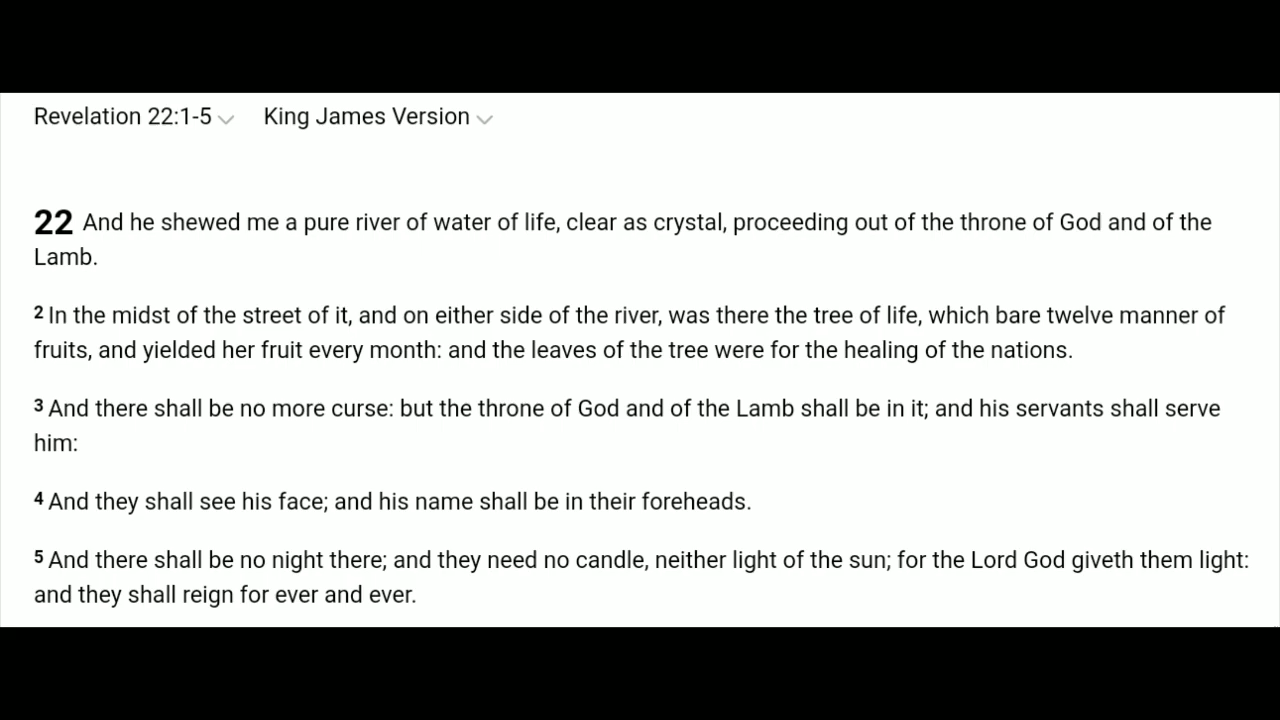 Revelation 22:1-5 King James Version
22 And he shewed me a pure river of water of life, clear as crystal, proceeding out of the throne of God and of the
Lamb.
2 In the midst of the street of it, and on either side of the river, was there the tree of life, which bare twelve manner of
fruits, and yielded her fruit every month: and the leaves of the tree were for the healing of the nations.
3 And there shall be no more curse: but the throne of God and of the Lamb shall be in it; and his servants shall serve
him:
4 And they shall see his face; and his name shall be in their foreheads.
5 And there shall be no night there; and they need no candle, neither light of the sun; for the Lord God giveth them light:
and they shall reign for ever and ever.